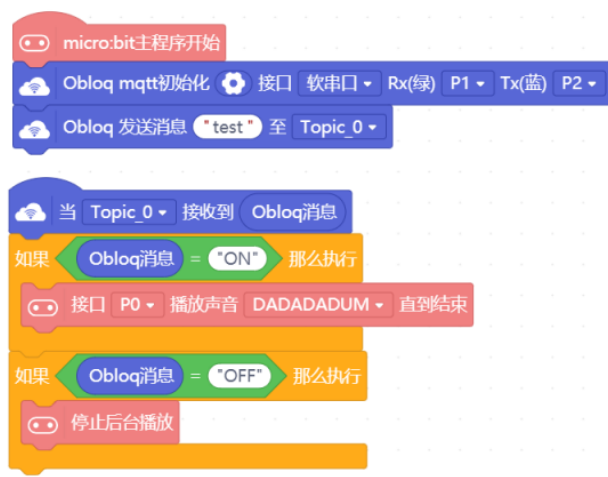 micro:bit主程序开始
Obloq mqtt初始化 接口 软串口 Rx(绿) P1 Tx(蓝) P2
Obloq 发送消息 "test" 至 Topic_0
当 Topic_0 接收到 Obloq消息
如果 Obloq消息 = "ON" 那么执行
接口 P0 播放声音 DADADADUM 直到结束
如果 Obloq消息 = "OFF" 那么执行
停止后台播放